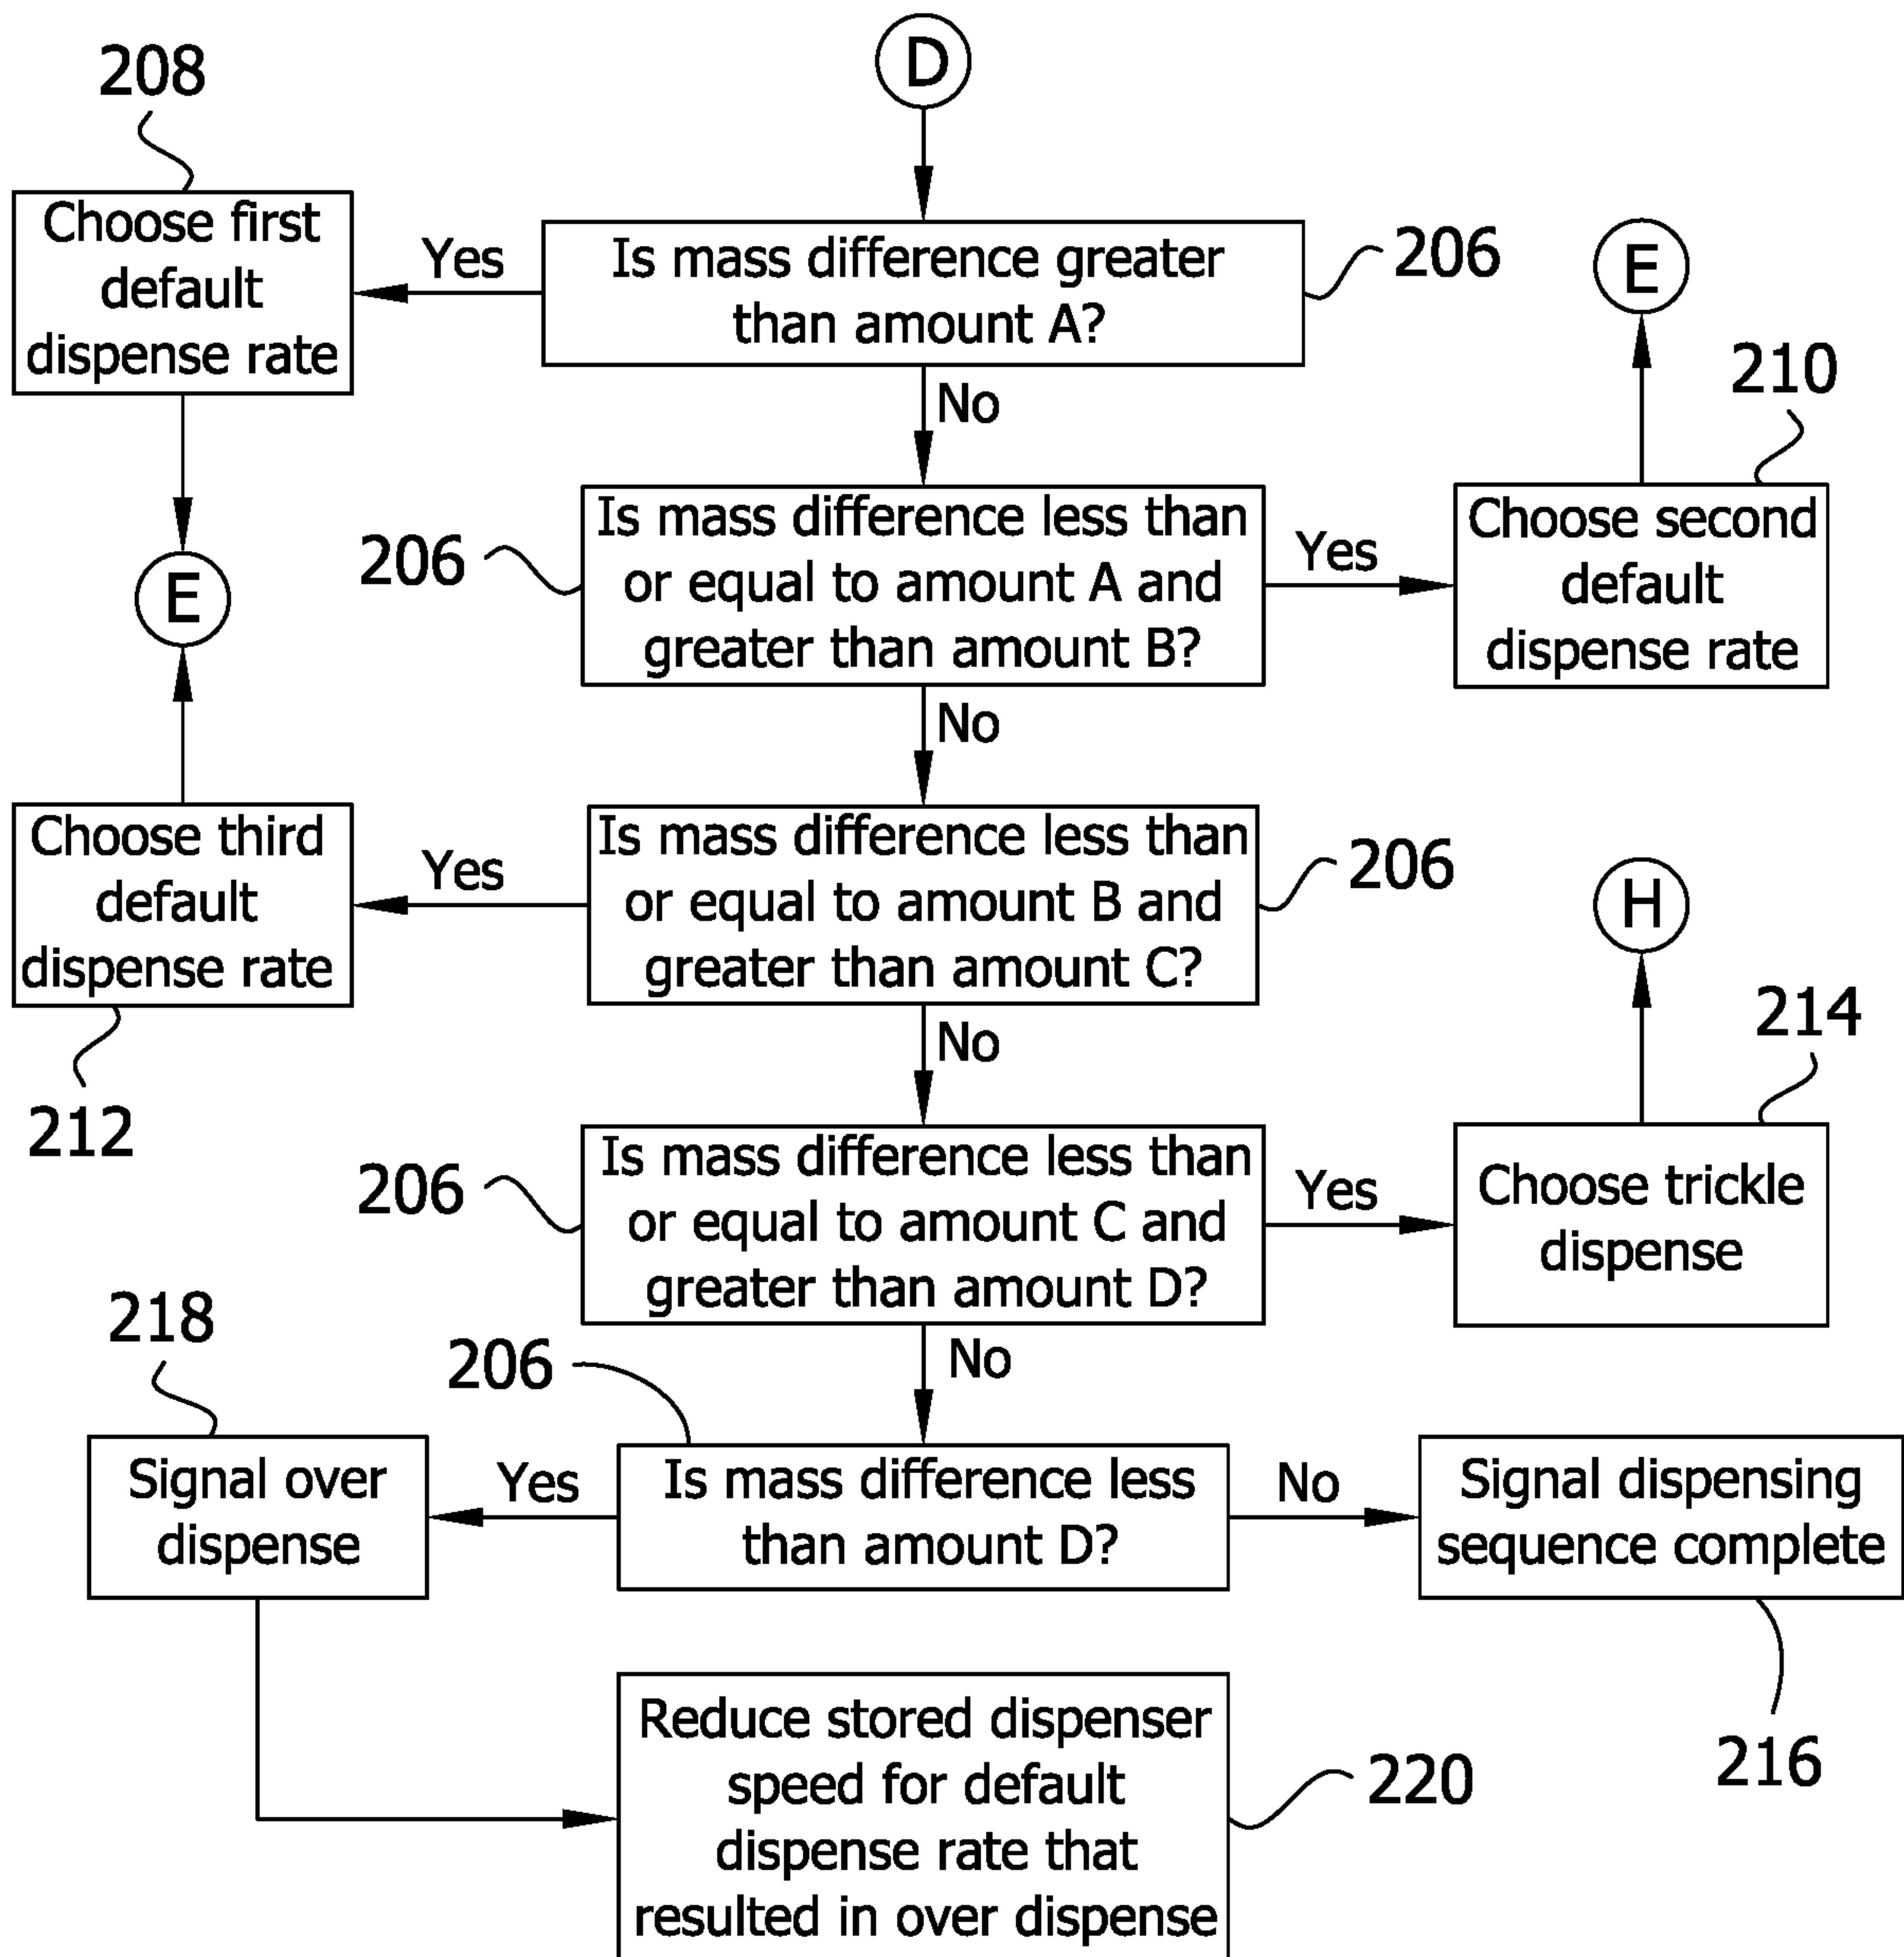 D
208
Choose first
default
dispense rate
Yes
Is mass difference greater
than amount A?
206
E
No
210
206
Is mass difference less than
or equal to amount A and
greater than amount B?
Yes
Choose second
default
dispense rate
E
No
Choose third
default
dispense rate
Yes
Is mass difference less than
or equal to amount B and
greater than amount C?
206
H
212
No
214
206
Is mass difference less than
or equal to amount C and
greater than amount D?
Yes
Choose trickle
dispense
218
206
No
Signal over
dispense
Yes
Is mass difference less
than amount D?
No
Signal dispensing
sequence complete
216
Reduce stored dispenser
speed for default
dispense rate that
resulted in over dispense
220